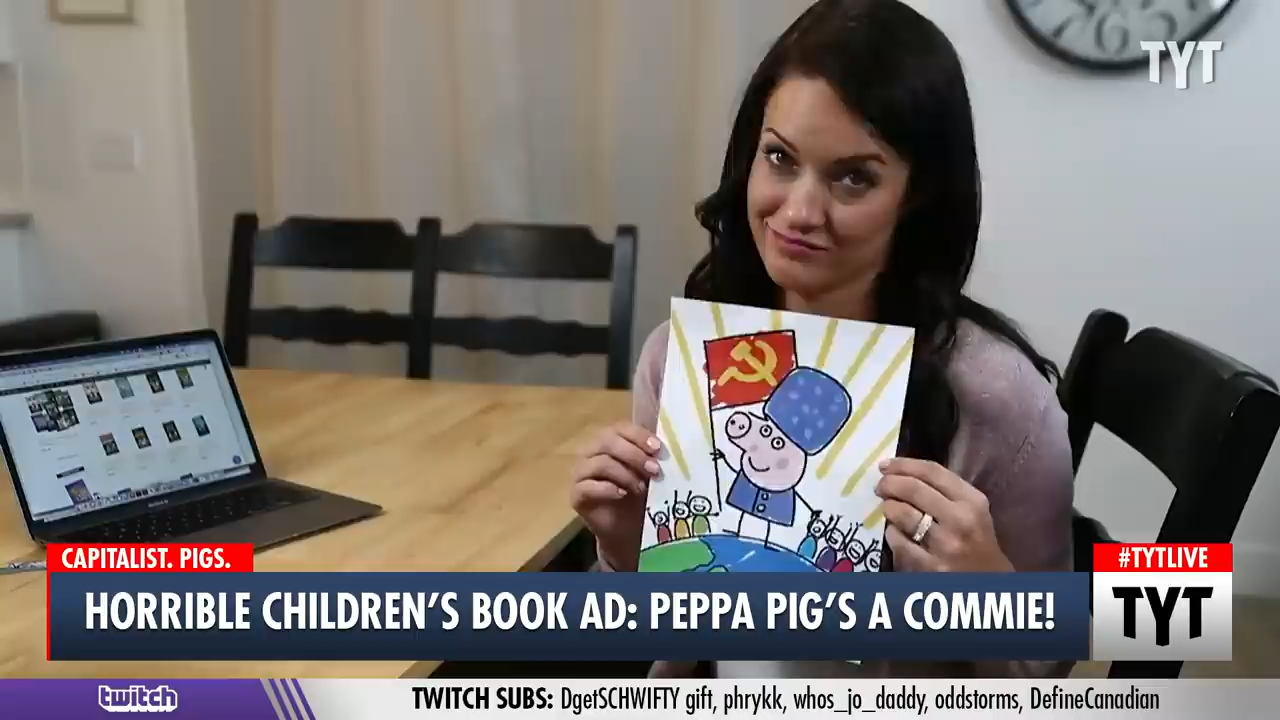 TYT
CAPITALIST. PIGS.
#TYTLIVE
HORRIBLE CHILDREN'S BOOK AD: PEPPA PIG'S A COMMIE!
TYT
twitch
TWITCH SUBS: DgetSCHWIFTY gift, phrykk, whos_jo_daddy, oddstorms, DefineCanadian